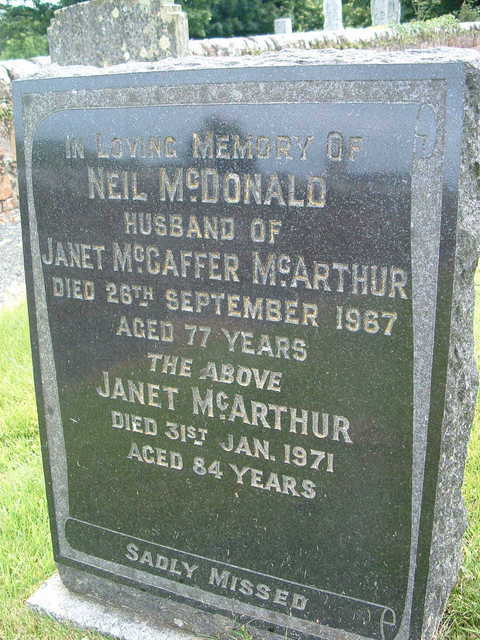 IN LOVING MEMORY OF
NEIL McDONALD
HUSBAND OF
JANET McGAFFER McARTHUR
DIED 26TH SEPTEMBER 1967
AGED 77 YEARS
THE ABOVE
JANET McARTHUR
DIED 31ST JAN. 1971
AGED 84 YEARS
SADLY MISSED